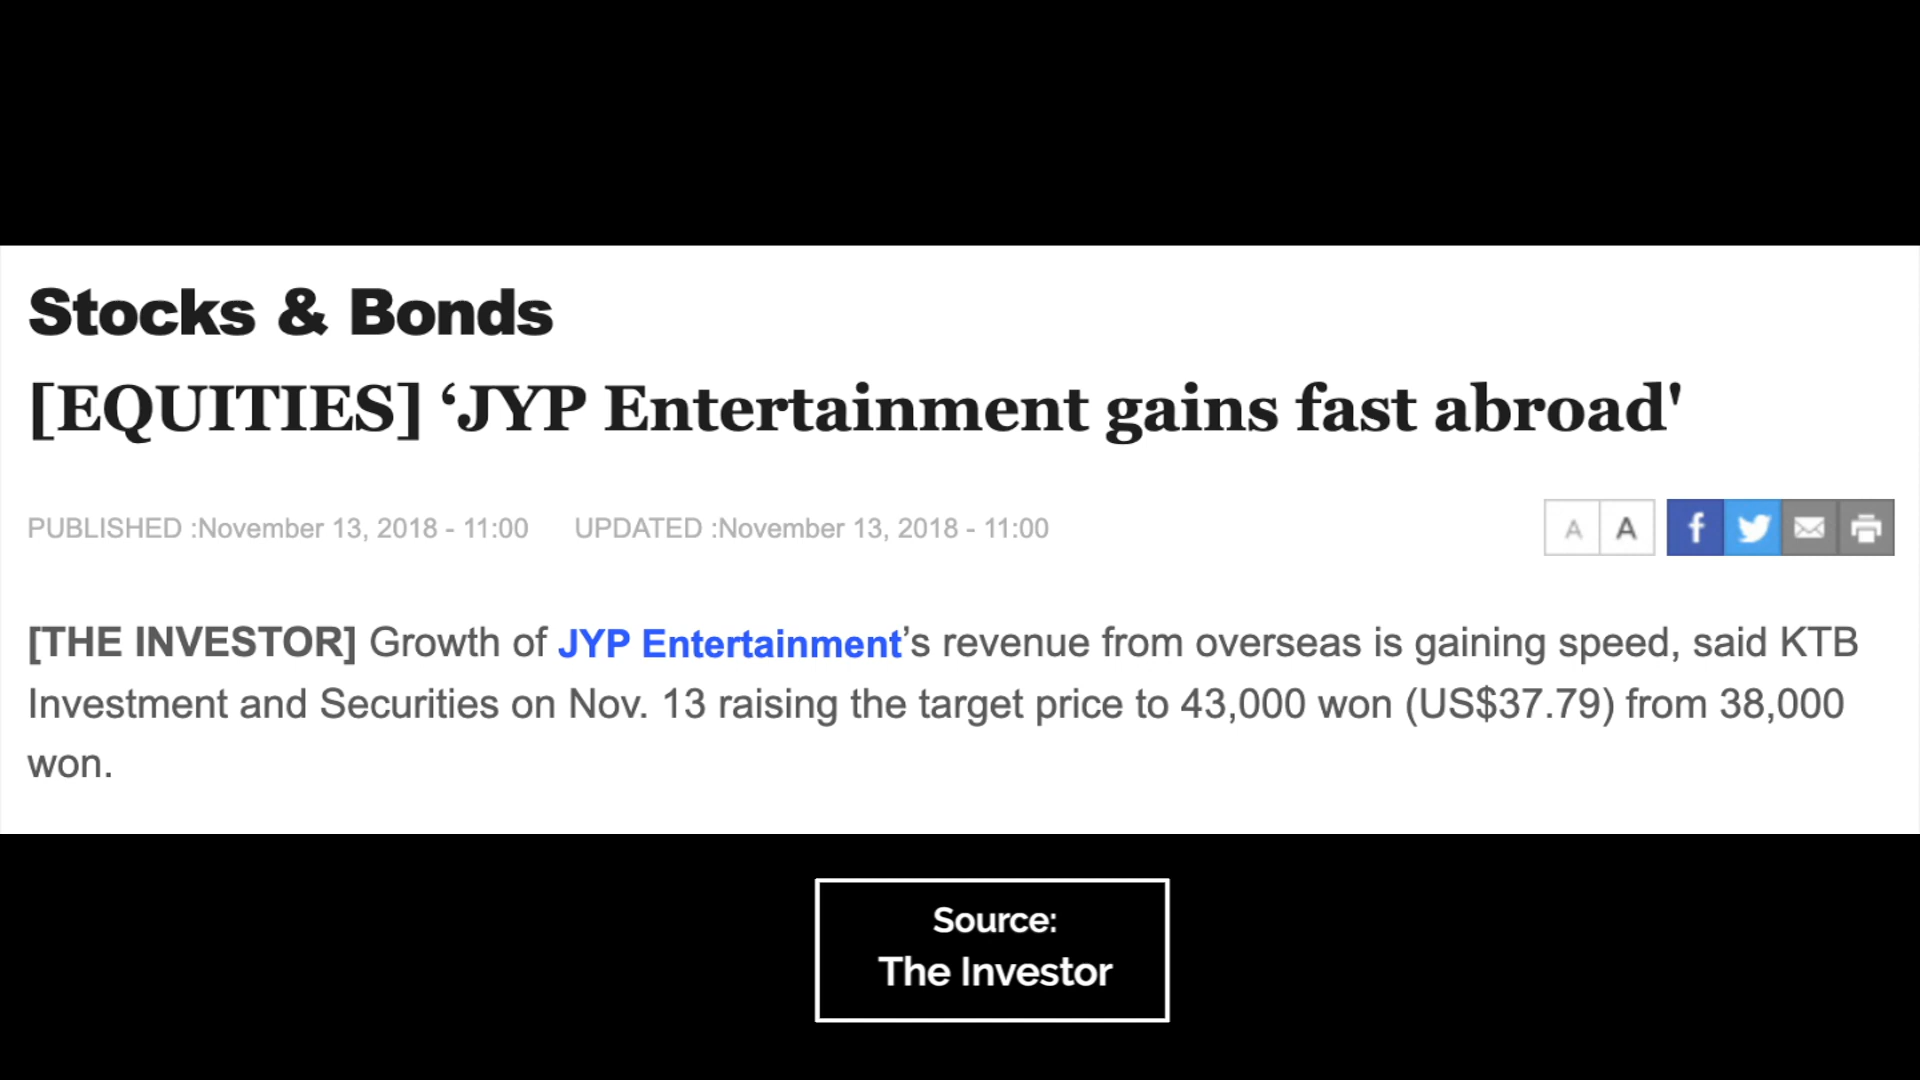 Stocks & Bonds
[EQUITIES] ‘JYP Entertainment gains fast abroad'
PUBLISHED :November 13, 2018 - 11:00 UPDATED :November 13, 2018 - 11:00
A A f
[THE INVESTOR] Growth of JYP Entertainment’s revenue from overseas is gaining speed, said KTB
Investment and Securities on Nov. 13 raising the target price to 43,000 won (US$37.79) from 38,000
won.
Source:
The Investor